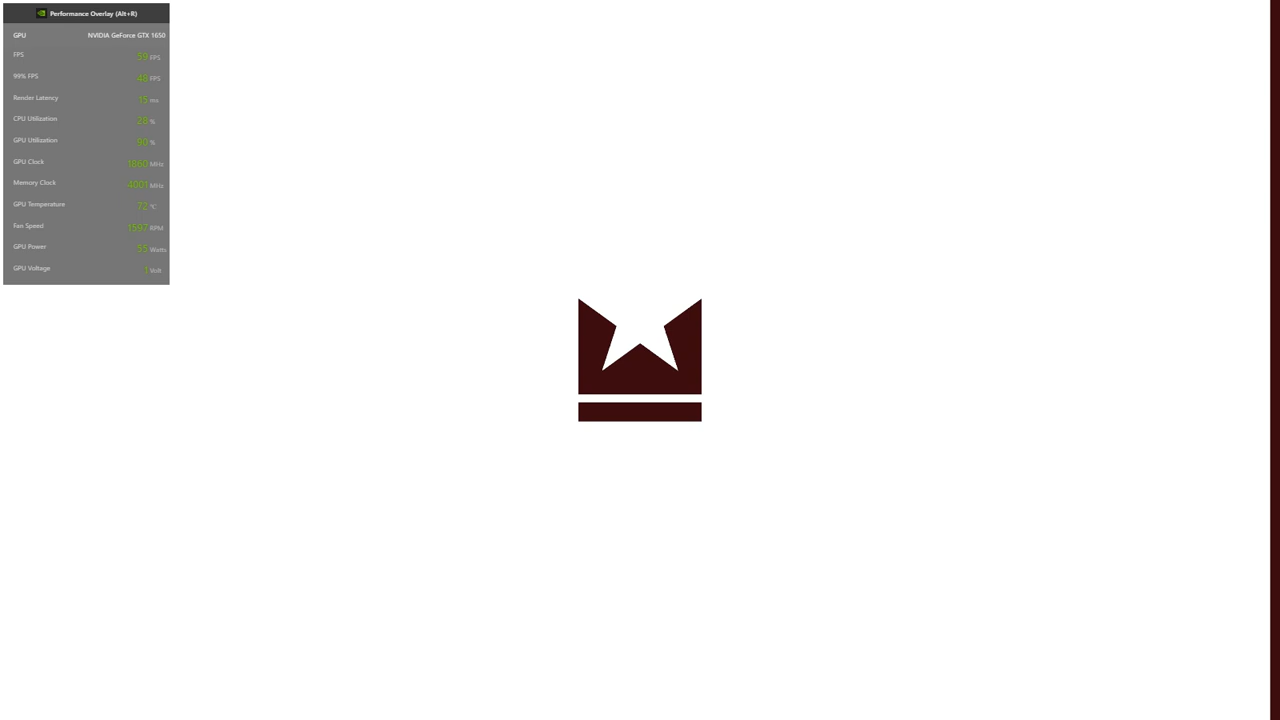 Performance Overlay (Alt+R)
GPU NVIDIA GeForce GTX 1650
FPS 59 FPS
99% FPS 48 FPS
Render Latency 15 ms
CPU Utilization 28 %
GPU Utilization 90 %
GPU Clock 1860 MHz
Memory Clock 4001 MHz
GPU Temperature 72 °C
Fan Speed 1597 RPM
GPU Power 55 Watts
GPU Voltage 1 Volt